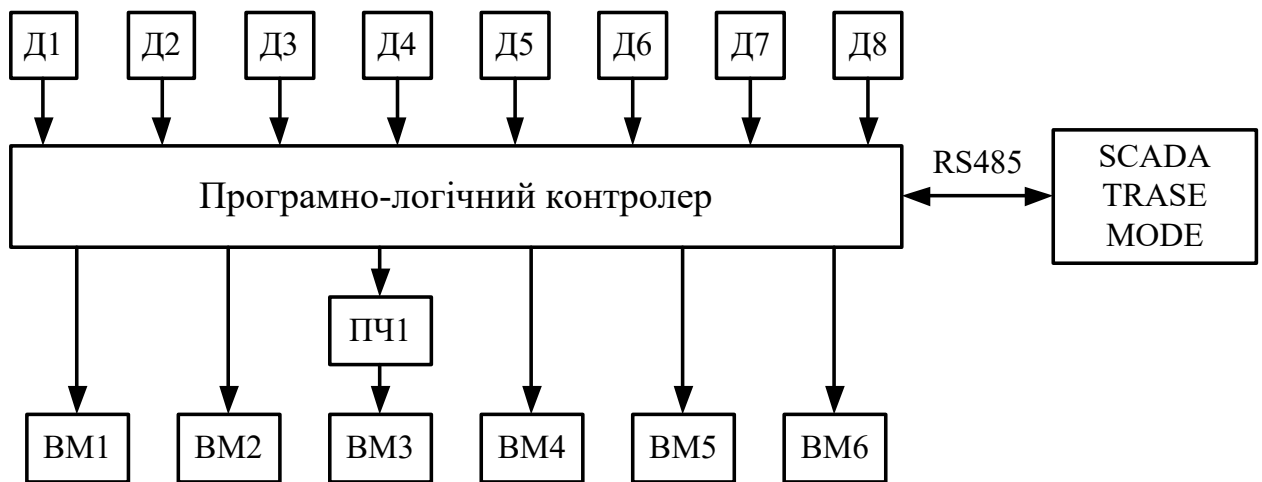 Д1
Д2
Д3
Д4
Д5
Д6
Д7
Д8
Програмно-логічний контролер
RS485
SCADA
TRASE
MODE
ПЧ1
ВМ1
ВМ2
ВМ3
ВМ4
ВМ5
ВМ6